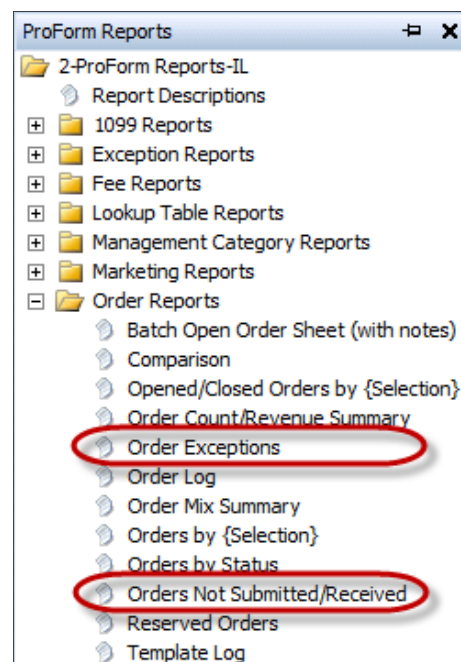 ProForm Reports
2-ProForm Reports-IL
Report Descriptions
1099 Reports
Exception Reports
Fee Reports
Lookup Table Reports
Management Category Reports
Marketing Reports
Order Reports
Batch Open Order Sheet (with notes)
Comparison
Opened/Closed Orders by {Selection}
Order Count/Revenue Summary
Order Exceptions
Order Log
Order Mix Summary
Orders by {Selection}
Orders by Status
Orders Not Submitted/Received
Reserved Orders
Template Log